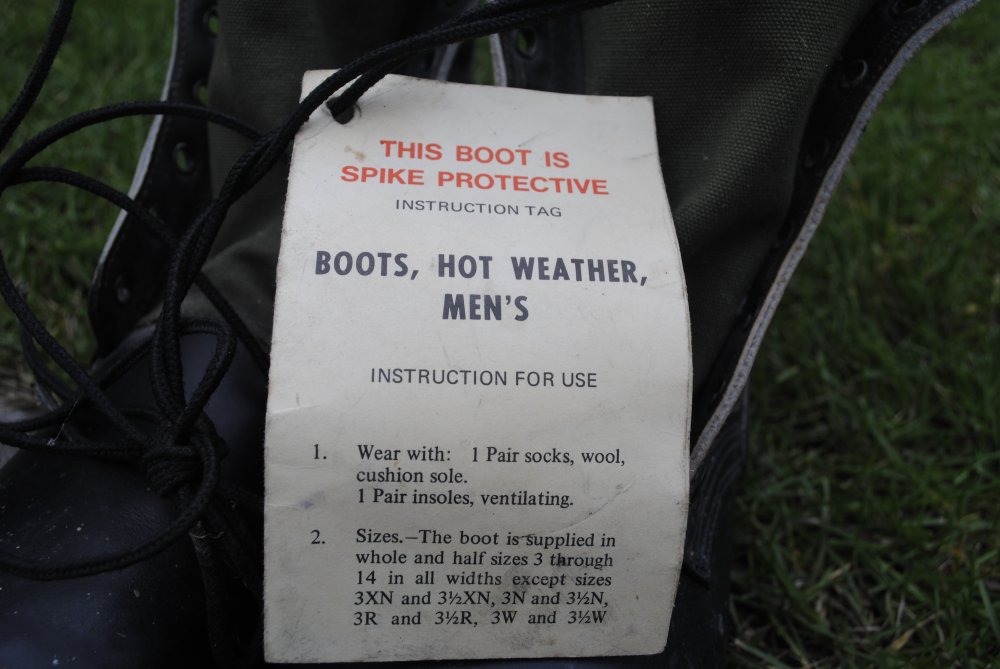 THIS BOOT IS
SPIKE PROTECTIVE
INSTRUCTION TAG
BOOTS, HOT WEATHER,
MEN'S
INSTRUCTION FOR USE
1. Wear with: 1 Pair socks, wool,
cushion sole.
1 Pair insoles, ventilating.
2. Sizes.—The boot is supplied in
whole and half sizes 3 through
14 in all widths except sizes
3XN and 3½XN, 3N and 3½N,
3R and 3½R, 3W and 3½W